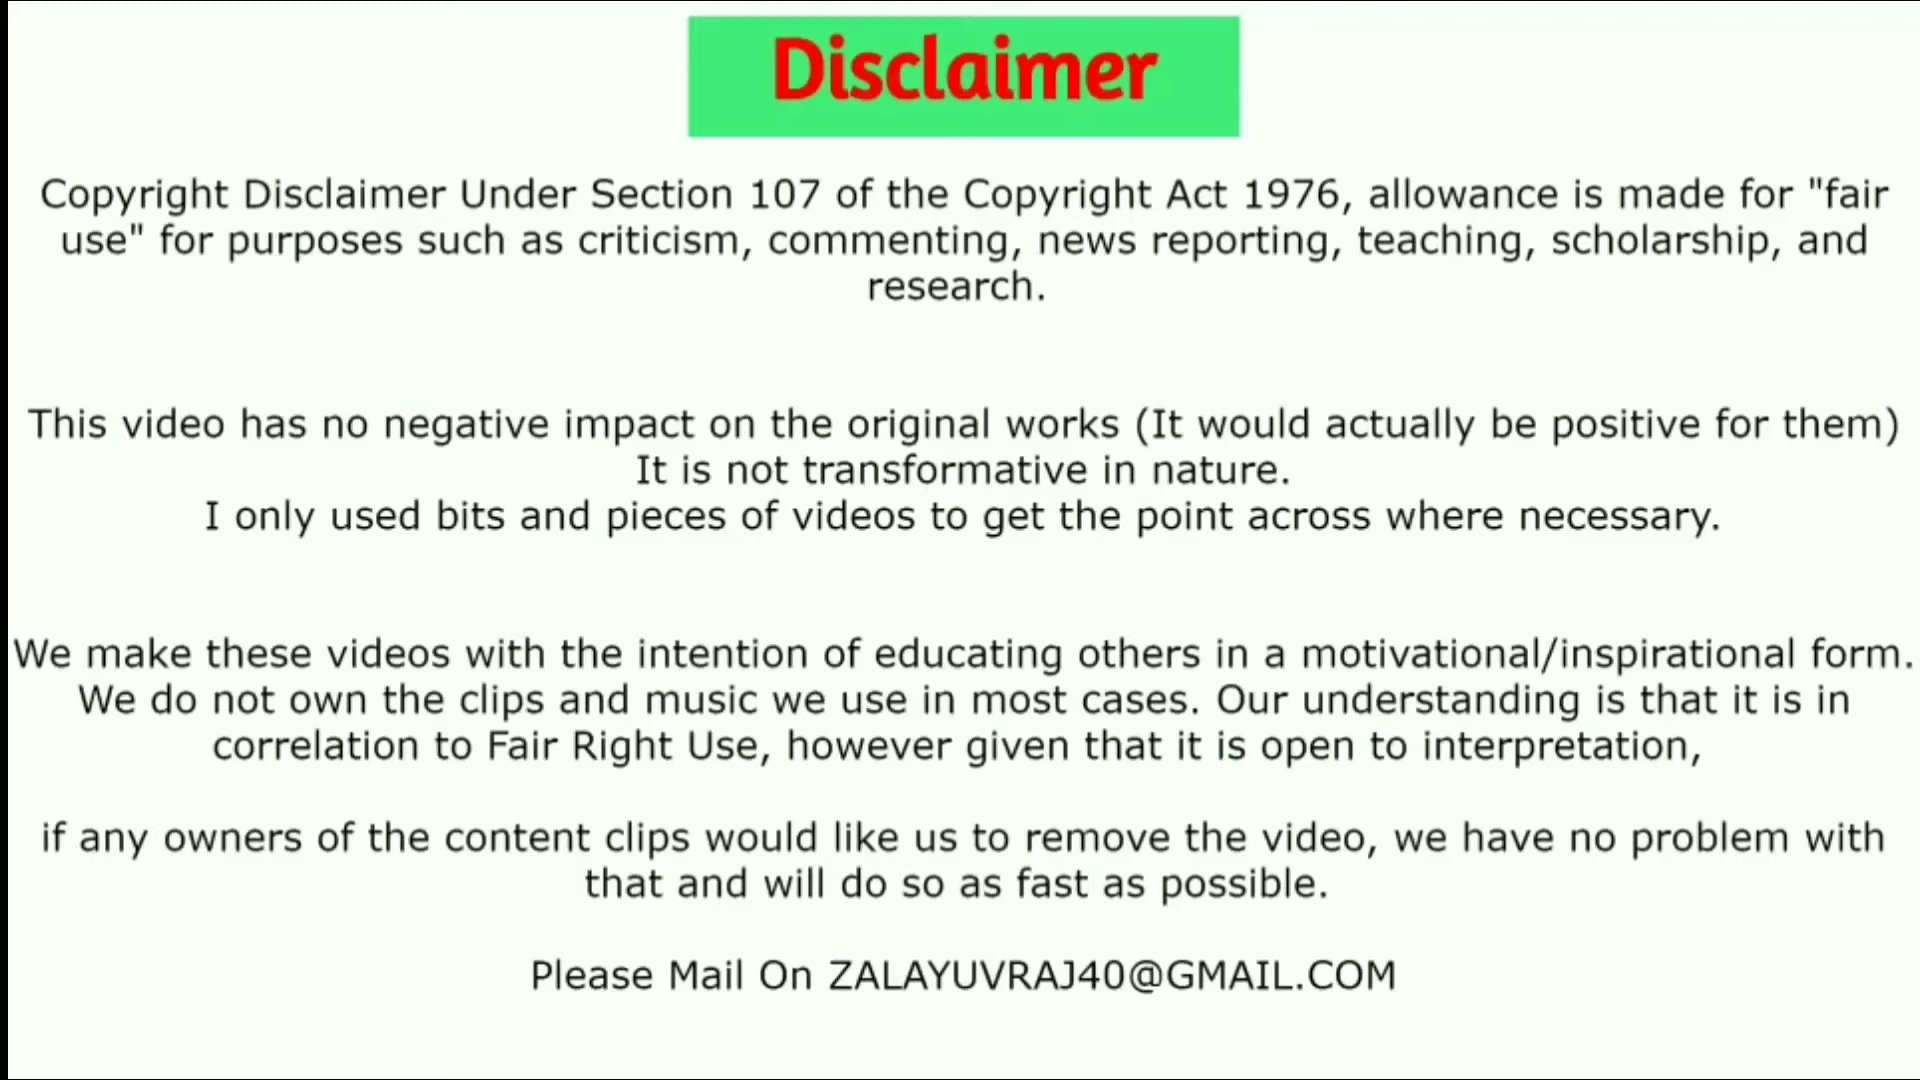 Disclaimer
Copyright Disclaimer Under Section 107 of the Copyright Act 1976, allowance is made for "fair
use" for purposes such as criticism, commenting, news reporting, teaching, scholarship, and
research.
This video has no negative impact on the original works (It would actually be positive for them)
It is not transformative in nature.
I only used bits and pieces of videos to get the point across where necessary.
We make these videos with the intention of educating others in a motivational/inspirational form.
We do not own the clips and music we use in most cases. Our understanding is that it is in
correlation to Fair Right Use, however given that it is open to interpretation,
if any owners of the content clips would like us to remove the video, we have no problem with
that and will do so as fast as possible.
Please Mail On ZALAYUVRAJ40@GMAIL.COM